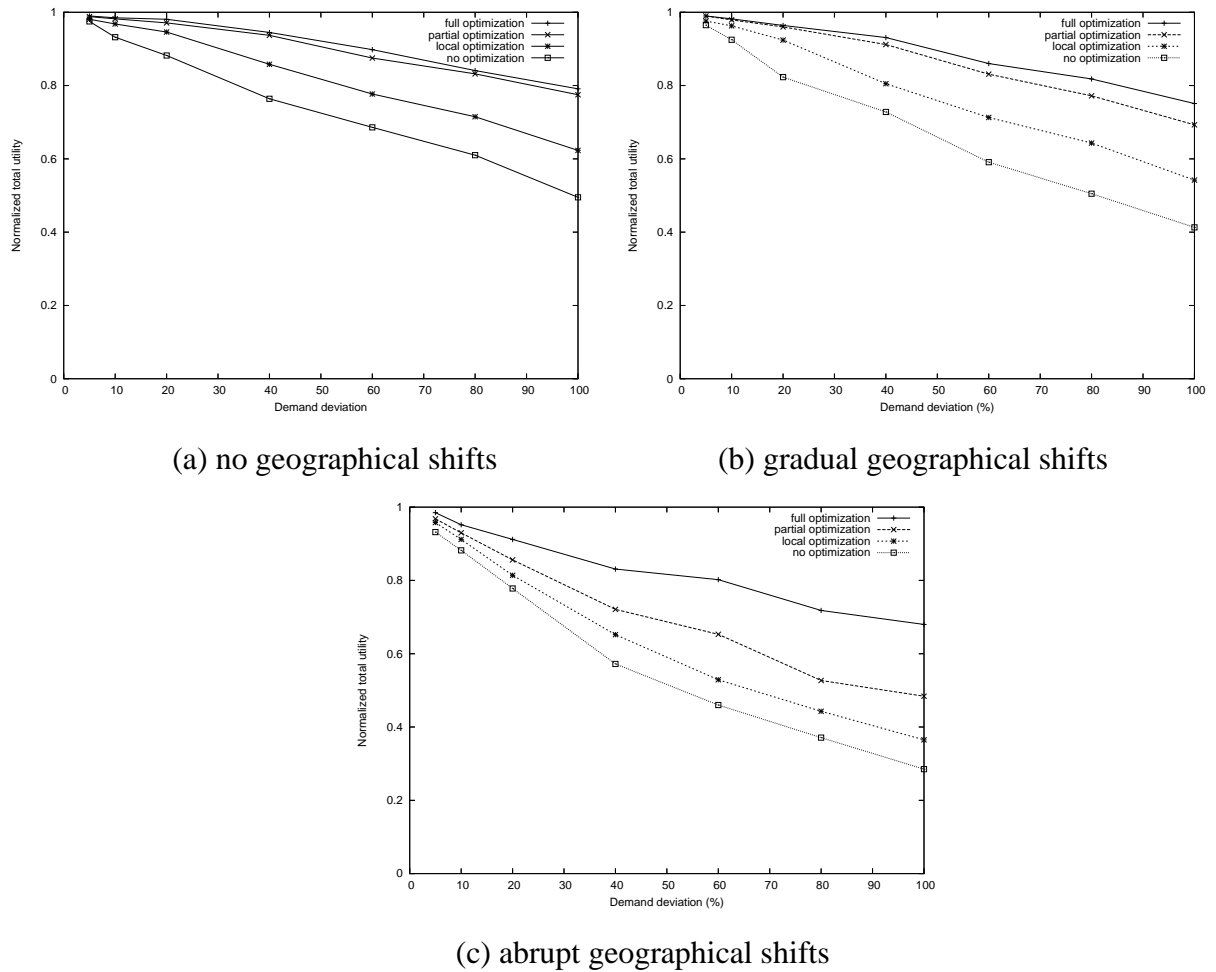 1
0.8
0.6
0.4
0.2
0
Normalized total utility
full optimization
partial optimization
local optimization
no optimization
0 10 20 30 40 50 60 70 80 90 100
Demand deviation
(a) no geographical shifts
1
0.8
0.6
0.4
0.2
0
Normalized total utility
full optimization
partial optimization
local optimization
no optimization
0 10 20 30 40 50 60 70 80 90 100
Demand deviation (%)
(b) gradual geographical shifts
1
0.8
0.6
0.4
0.2
0
Normalized total utility
full optimization
partial optimization
local optimization
no optimization
0 10 20 30 40 50 60 70 80 90 100
Demand deviation (%)
(c) abrupt geographical shifts